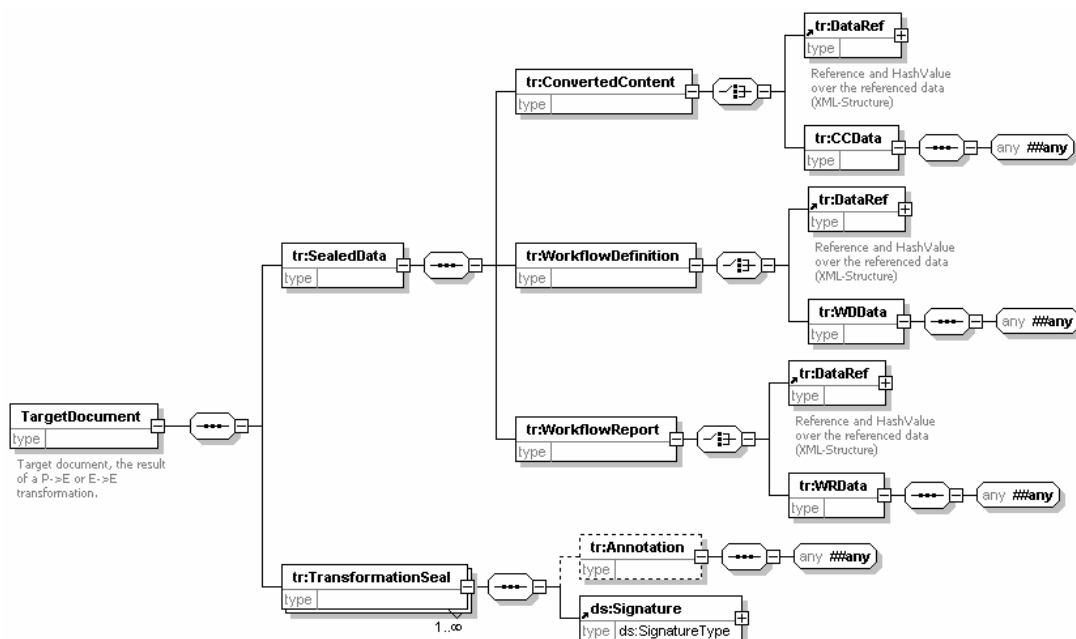 tr:DataRef
type
Reference and HashValue
over the referenced data
(XML-Structure)
tr:ConvertedContent
type
tr:CCData
type
any ##any
tr:DataRef
type
Reference and HashValue
over the referenced data
(XML-Structure)
tr:SealedData
type
tr:WorkflowDefinition
type
tr:WDData
type
any ##any
tr:DataRef
type
Reference and HashValue
over the referenced data
(XML-Structure)
TargetDocument
type
Target document, the result
of a P->E or E->E
transformation.
tr:WorkflowReport
type
tr:WRData
type
any ##any
tr:Annotation
type
any ##any
tr:TransformationSeal
type
1..∞
ds:Signature
type ds:SignatureType